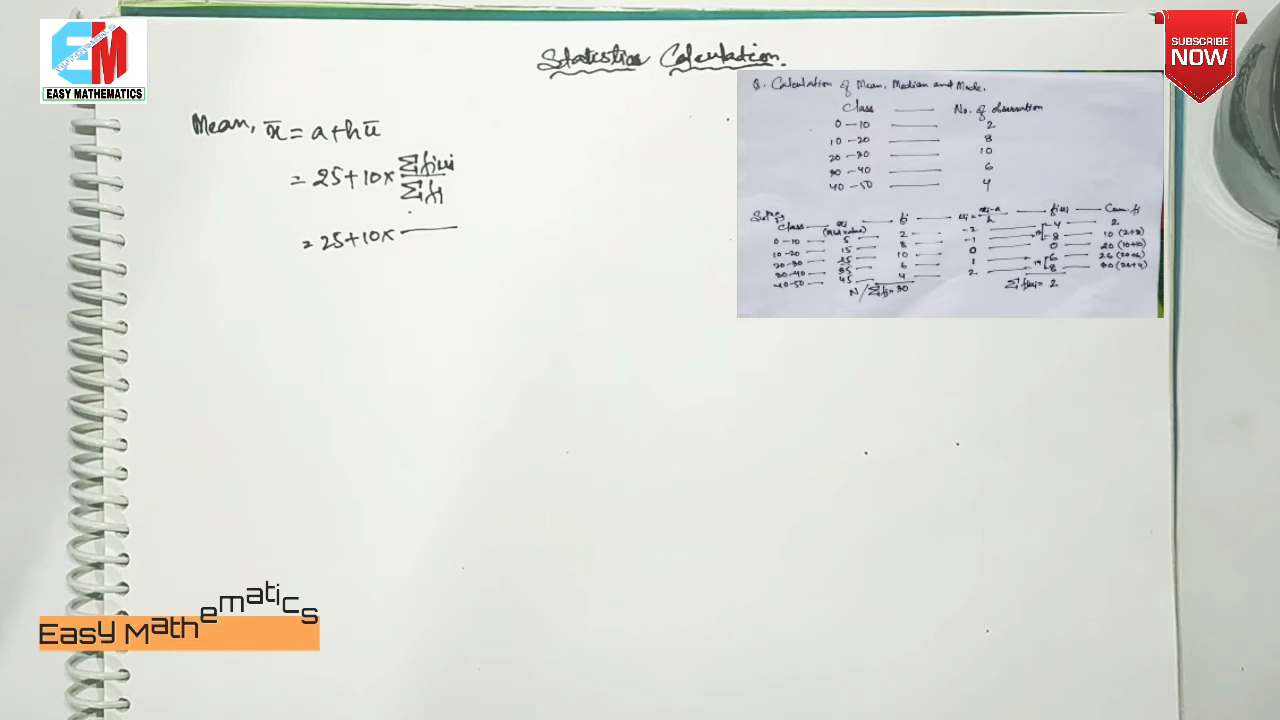 EM
EASY MATHEMATICS
SUBSCRIBE
NOW
Statistics Calculation.
Mean, x̄ = a+hū
= 25+10× Σfiui / Σfi
= 25+10×
Q. Calculation of Mean, Median and Mode.
Class No. of observation
0-10 2
10-20 8
20-30 10
30-40 6
40-50 4
Class xi (Mid value) fi ui = xi-a / h fiui Cum. fi
0-10 5 2 -2 -4 2
10-20 15 8 -1 -8 10 (2+8)
20-30 25 10 0 0 20 (10+10)
30-40 35 6 1 6 26 (20+6)
40-50 45 4 2 8 30 (26+4)
N/Σfi = 30 Σfiui = 2
Easy Mathematics